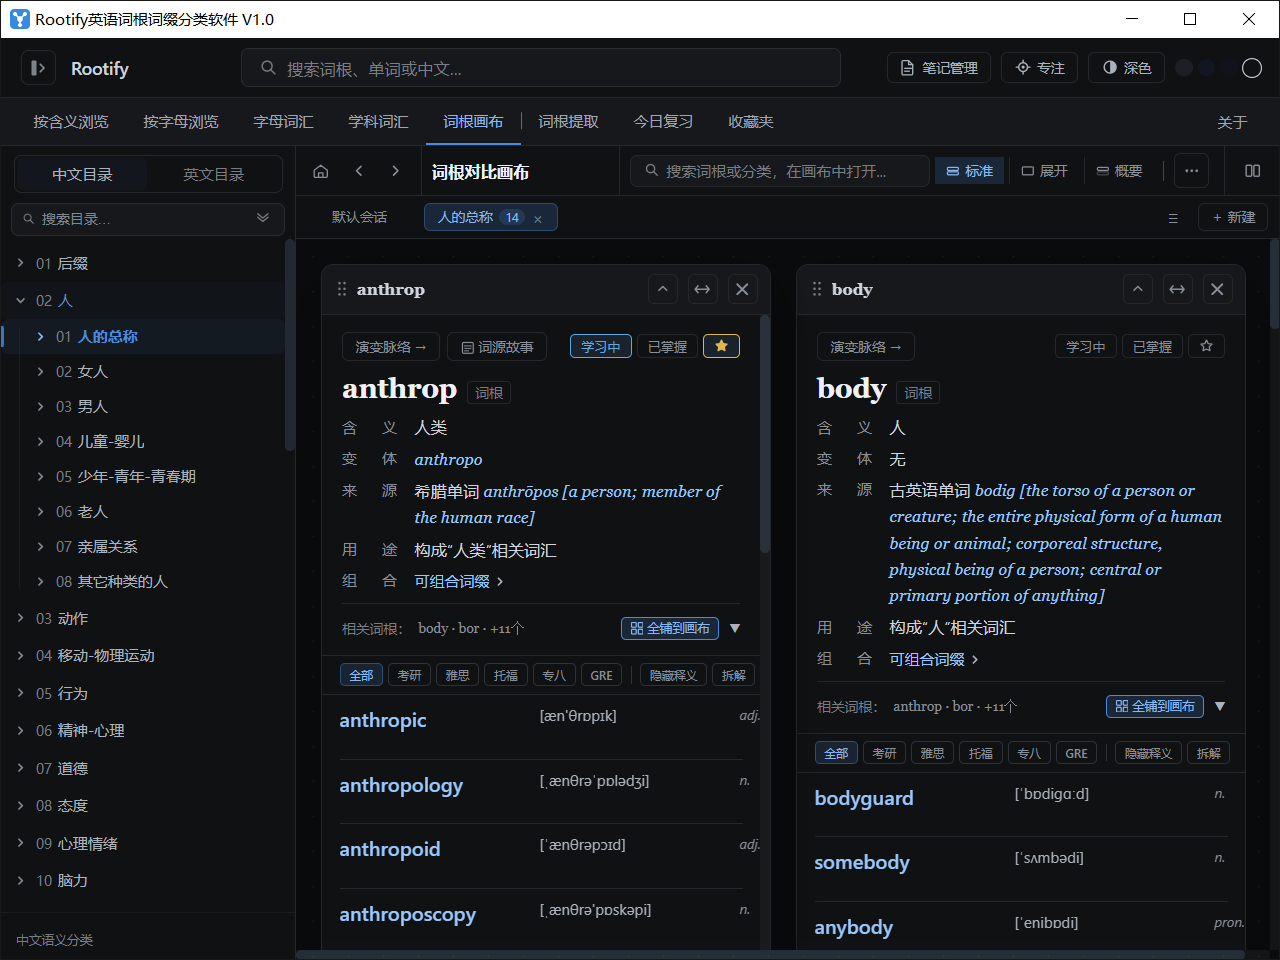 Rootify英语词根词缀分类软件 V1.0
Rootify
搜索词根、单词或中文...
笔记管理
专注
深色
按含义浏览
按字母浏览
字母词汇
学科词汇
词根画布
词根提取
今日复习
收藏夹
关于
中文目录
英文目录
搜索目录...
01 后缀
02 人
01 人的总称
02 女人
03 男人
04 儿童-婴儿
05 少年-青年-青春期
06 老人
07 亲属关系
08 其它种类的人
03 动作
04 移动-物理运动
05 行为
06 精神-心理
07 道德
08 态度
09 心理情绪
10 脑力
中文语义分类
词根对比画布
搜索词根或分类，在画布中打开...
标准
展开
概要
默认会话
人的总称 14 ×
+ 新建
anthrop
演变脉络 →
词源故事
学习中
已掌握
anthrop 词根
含 义 人类
变 体 anthropo
来 源 希腊单词 anthrōpos [a person; member of
the human race]
用 途 构成“人类”相关词汇
组 合 可组合词缀 >
相关词根： body · bor · +11个
全铺到画布 ▼
全部 考研 雅思 托福 专八 GRE 隐藏释义 拆解
anthropic [ænˈθrɒpɪk] adj.
anthropology [ˌænθrəˈpɒlədʒi] n.
anthropoid [ˈænθrəpɔɪd] adj.
anthroposcopy [ˌænθrəˈpɒskəpi] n.
body
演变脉络 →
学习中
已掌握
body 词根
含 义 人
变 体 无
来 源 古英语单词 bodig [the torso of a person or
creature; the entire physical form of a human
being or animal; corporeal structure,
physical being of a person; central or
primary portion of anything]
用 途 构成“人”相关词汇
组 合 可组合词缀 >
相关词根： anthrop · bor · +11个
全铺到画布 ▼
全部 考研 雅思 托福 专八 GRE 隐藏释义 拆解
bodyguard [ˈbɒdigɑːd] n.
somebody [ˈsʌmbədi] n.
anybody [ˈenibɒdi] pron.